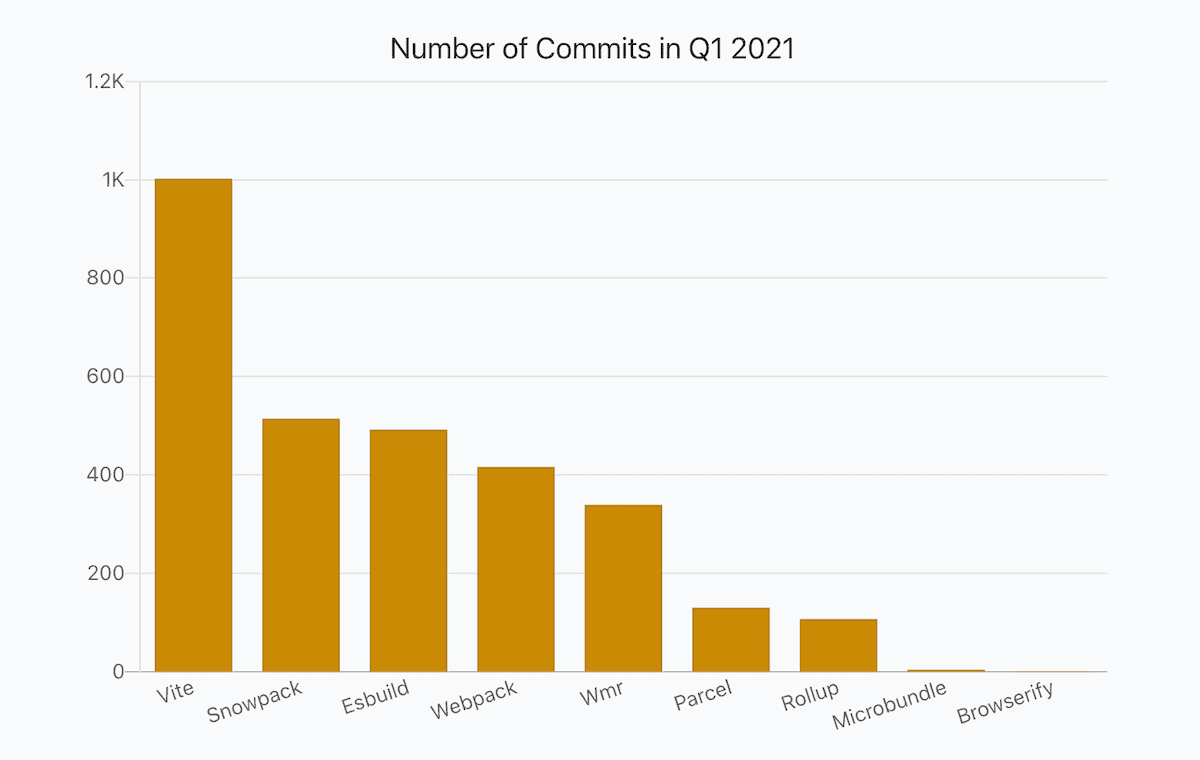 Number of Commits in Q1 2021
1.2K
1K
800
600
400
200
0
Vite
Snowpack
Esbuild
Webpack
Wmr
Parcel
Rollup
Microbundle
Browserify